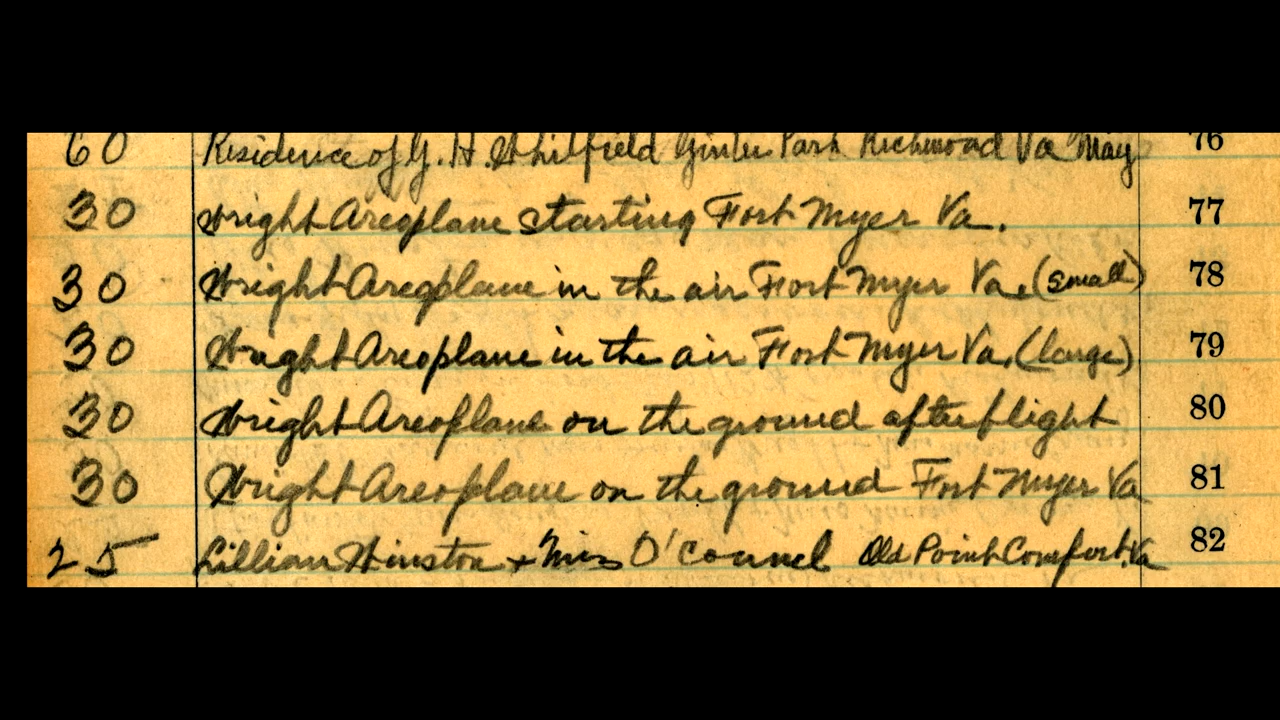 60 Residence of G. H. Whitfield Ginter Park Richmond Va May 76
30 Wright Areoplane starting Fort Myer Va. 77
30 Wright Areoplane in the air Fort Myer Va. (small) 78
30 Wright Areoplane in the air Fort Myer Va. (large) 79
30 Wright Areoplane on the ground after flight 80
30 Wright Areoplane on the ground Fort Myer Va 81
25 Lillian Winston + Miss O'Connel Old Point Comfort. Va 82